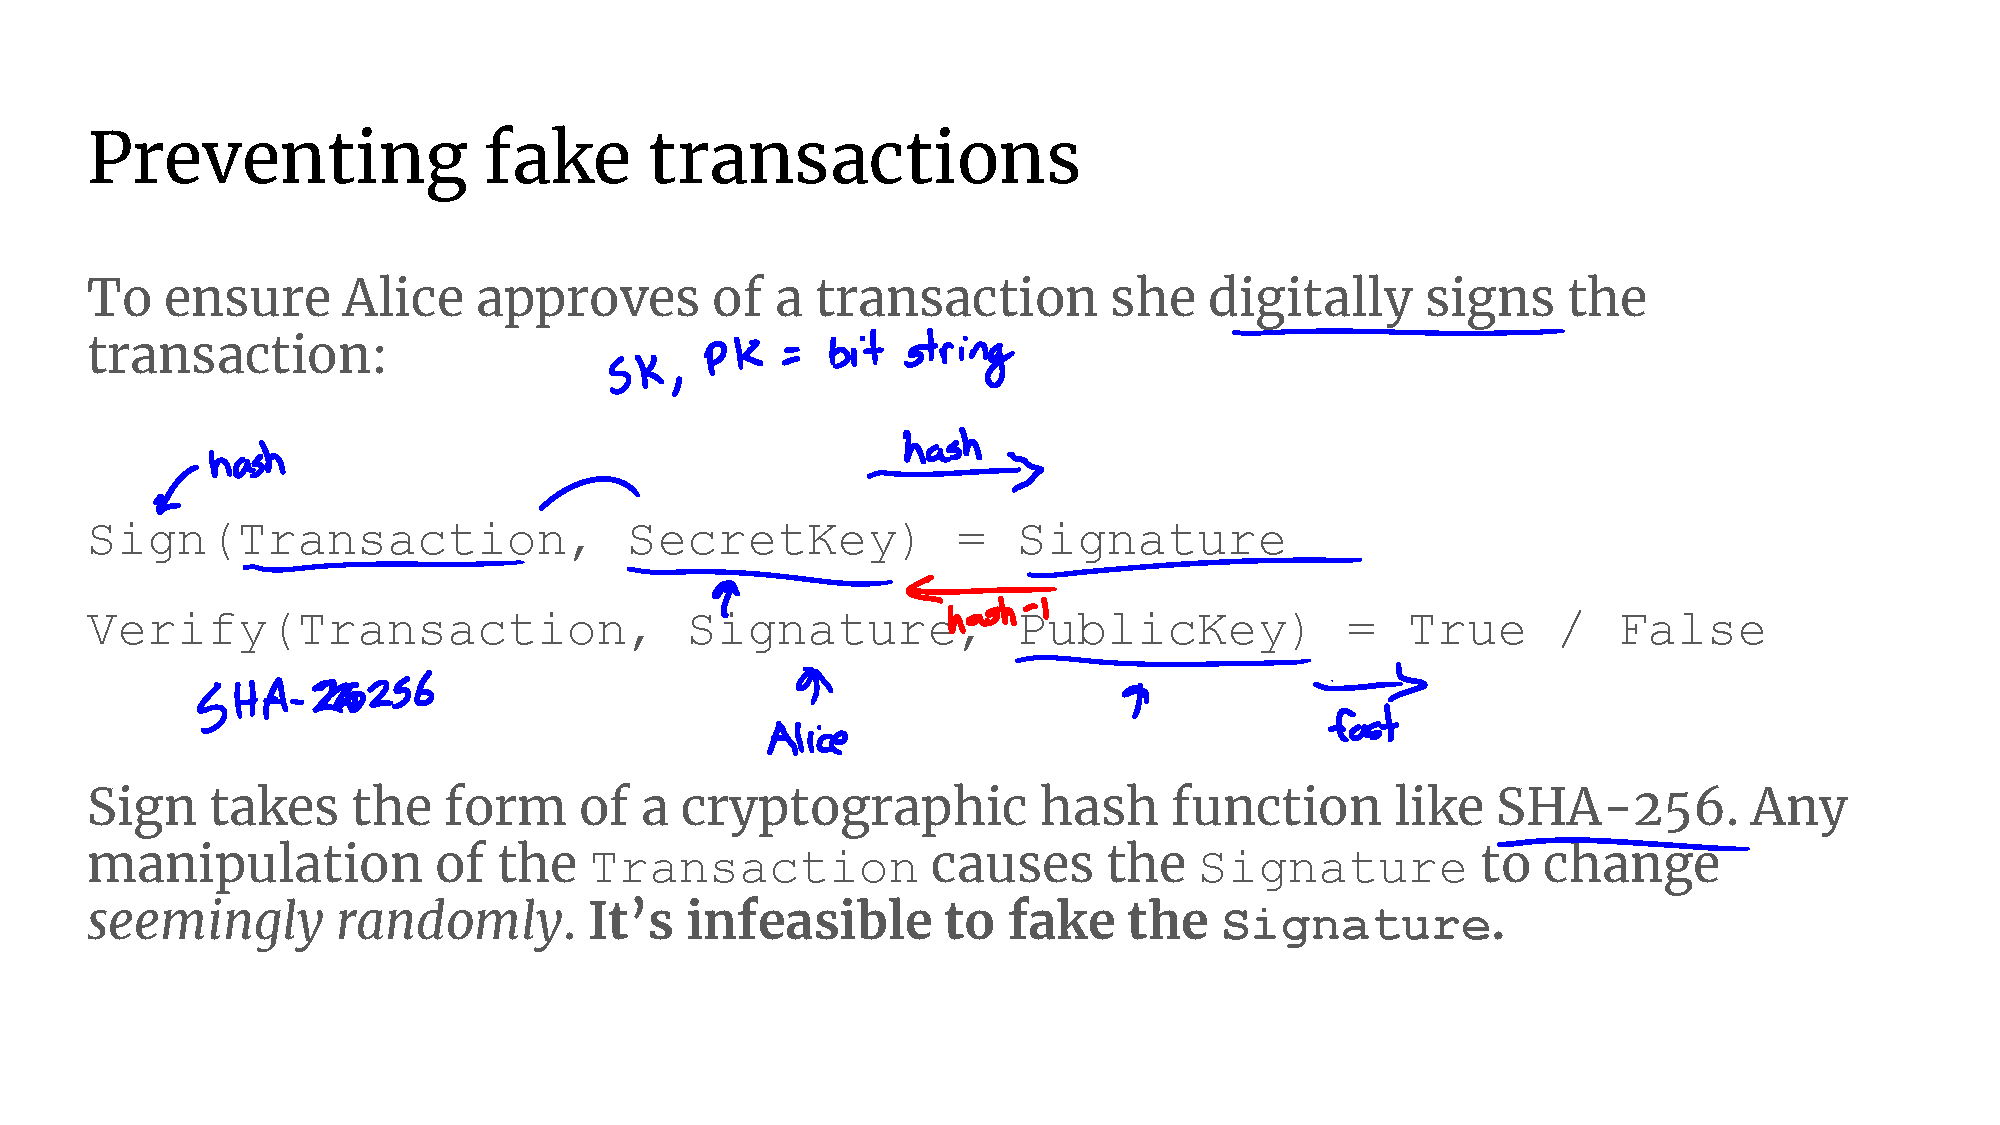 Preventing fake transactions
To ensure Alice approves of a transaction she digitally signs the
transaction:
SK, PK = bit string
hash
hash
Sign(Transaction, SecretKey) = Signature
hash-1
Verify(Transaction, Signature, PublicKey) = True / False
SHA-256
Alice
fast
Sign takes the form of a cryptographic hash function like SHA-256. Any
manipulation of the Transaction causes the Signature to change
seemingly randomly. It's infeasible to fake the Signature.